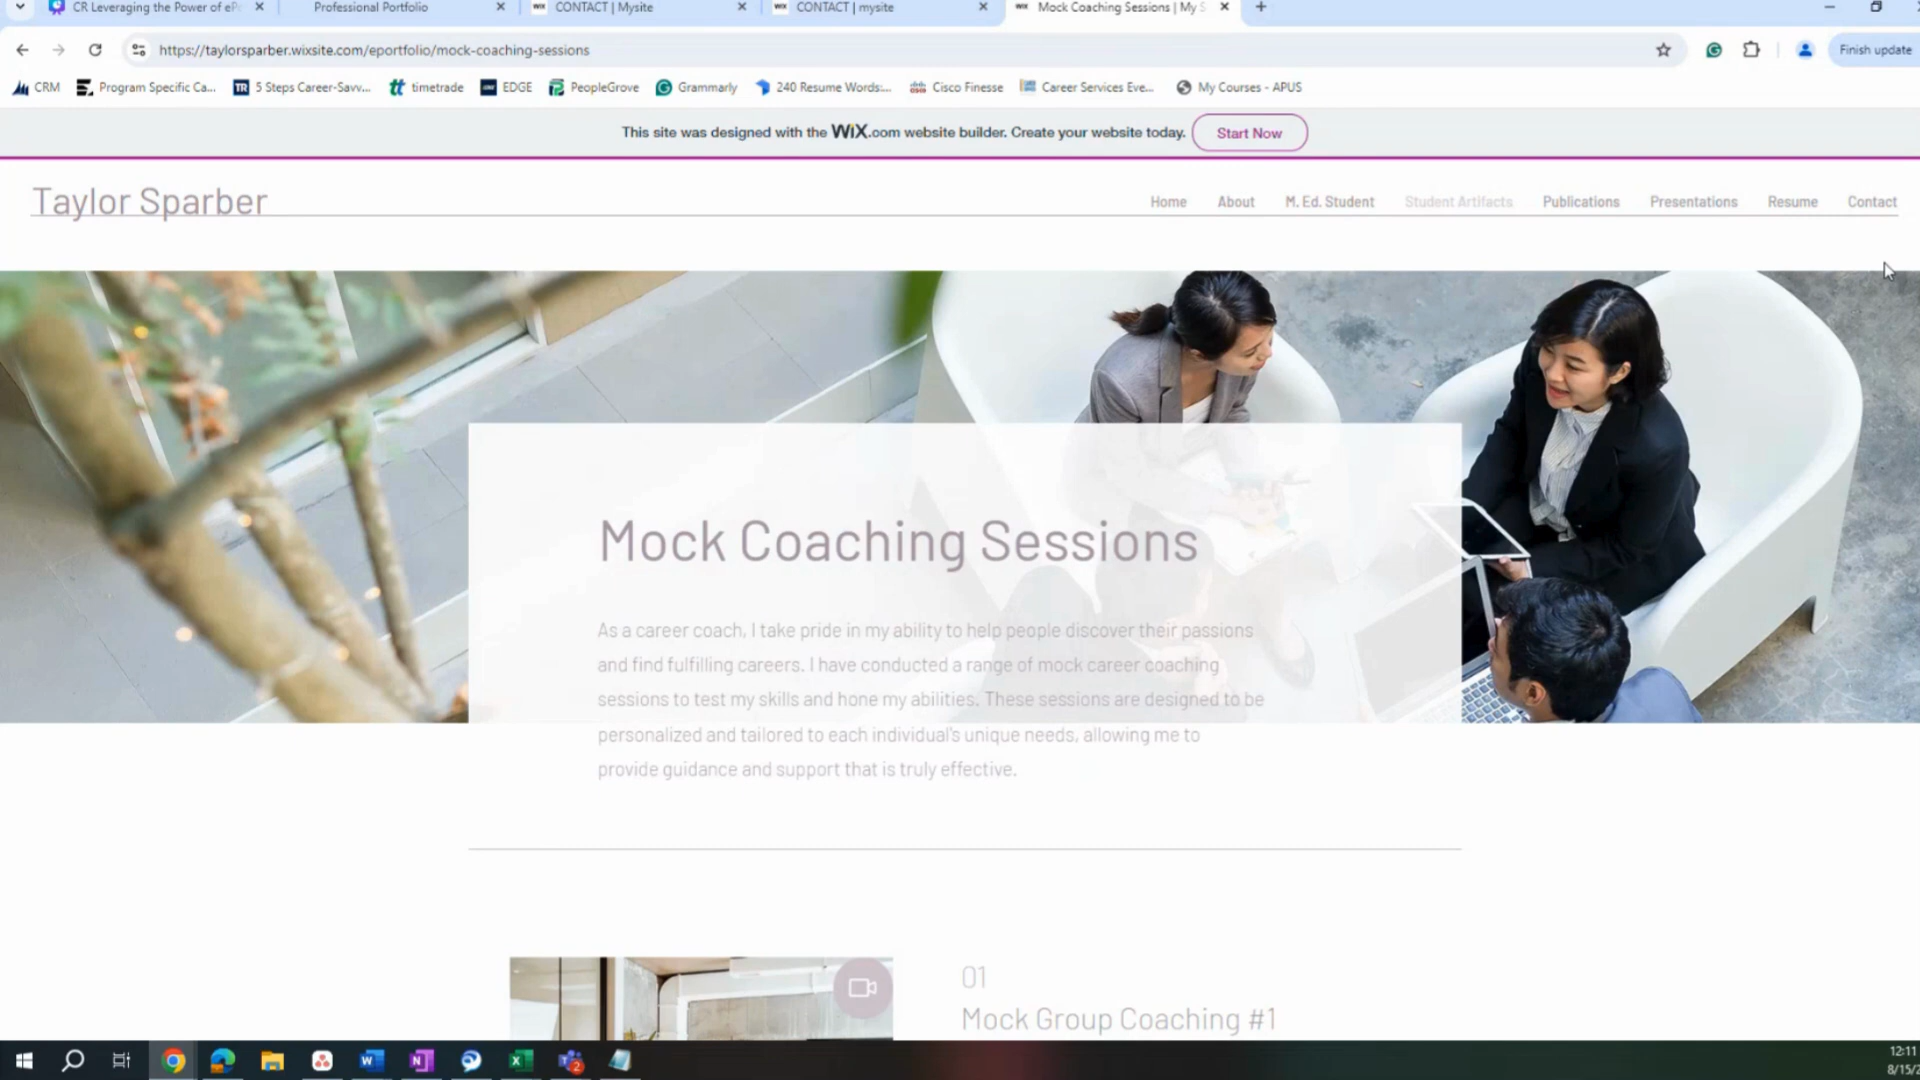 CR Leveraging the Power of eP
Professional Portfolio
CONTACT | Mysite
CONTACT | mysite
Mock Coaching Sessions | My S
https://taylorsparber.wixsite.com/eportfolio/mock-coaching-sessions
Finish update
CRM
Program Specific Ca...
5 Steps Career-Savv...
timetrade
EDGE
PeopleGrove
Grammarly
240 Resume Words:...
Cisco Finesse
Career Services Eve...
My Courses - APUS
This site was designed with the WiX.com website builder. Create your website today.
Start Now
Taylor Sparber
Home
About
M. Ed. Student
Student Artifacts
Publications
Presentations
Resume
Contact
Mock Coaching Sessions
As a career coach, I take pride in my ability to help people discover their passions
and find fulfilling careers. I have conducted a range of mock career coaching
sessions to test my skills and hone my abilities. These sessions are designed to be
personalized and tailored to each individual's unique needs, allowing me to
provide guidance and support that is truly effective.
01
Mock Group Coaching #1
12:11
8/15/2